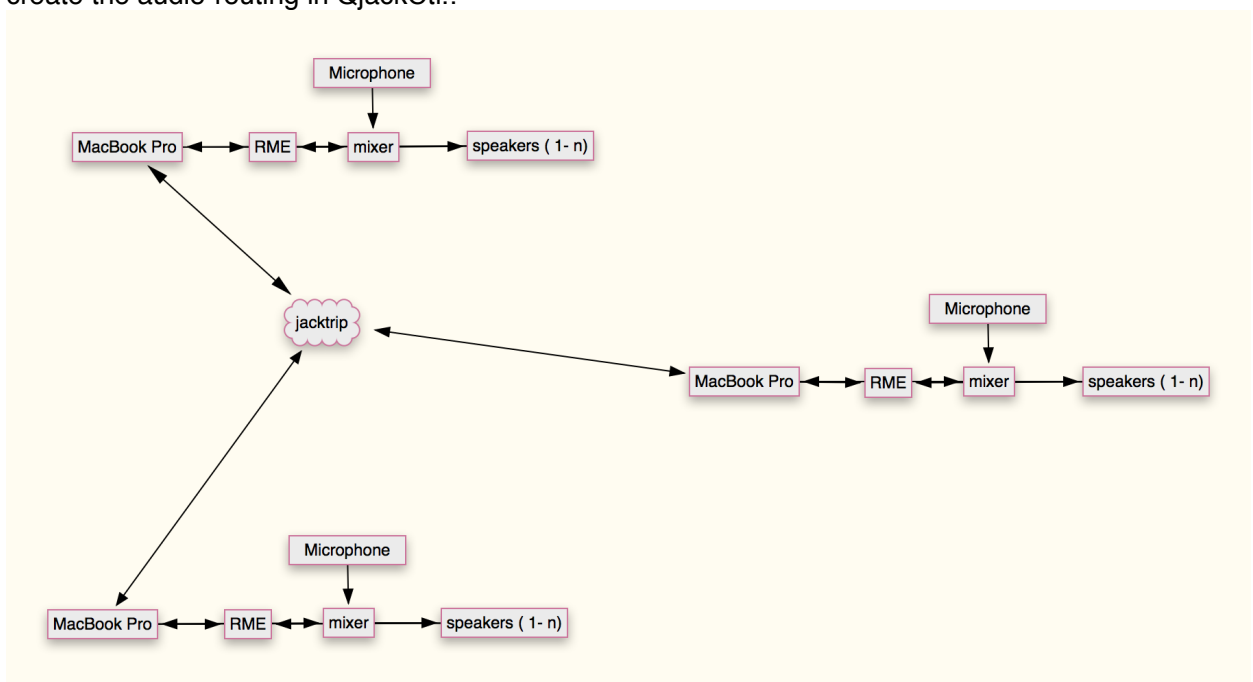 create the audio routing in QjackCtl.:
Microphone
MacBook Pro
RME
mixer
speakers ( 1- n)
jacktrip
Microphone
MacBook Pro
RME
mixer
speakers ( 1- n)
Microphone
MacBook Pro
RME
mixer
speakers ( 1- n)